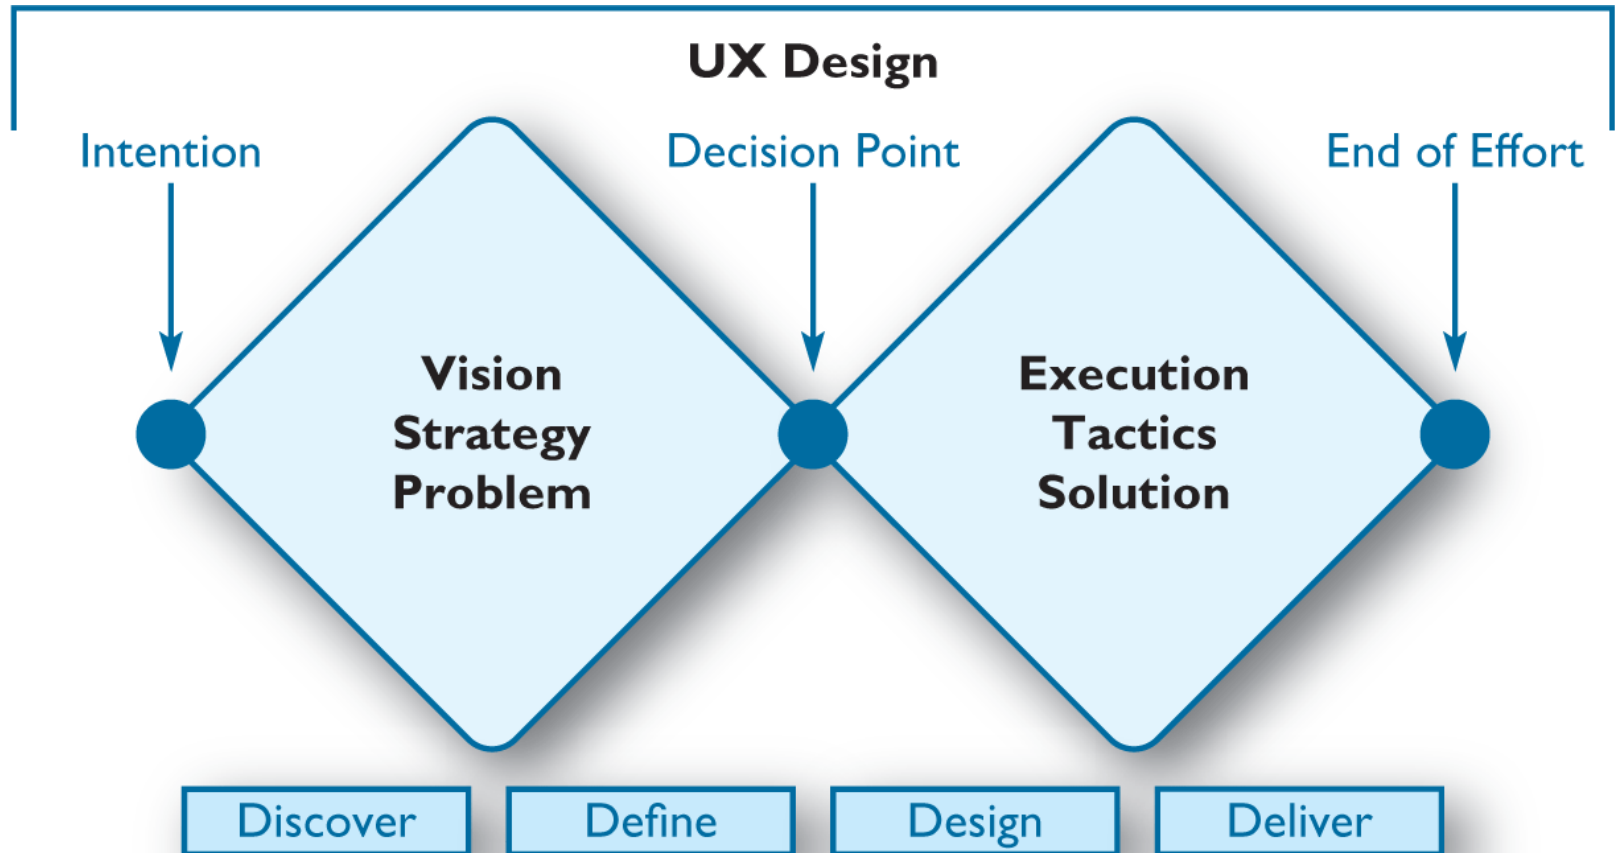 UX Design
Intention
Decision Point
End of Effort
Vision
Strategy
Problem
Execution
Tactics
Solution
Discover
Define
Design
Deliver